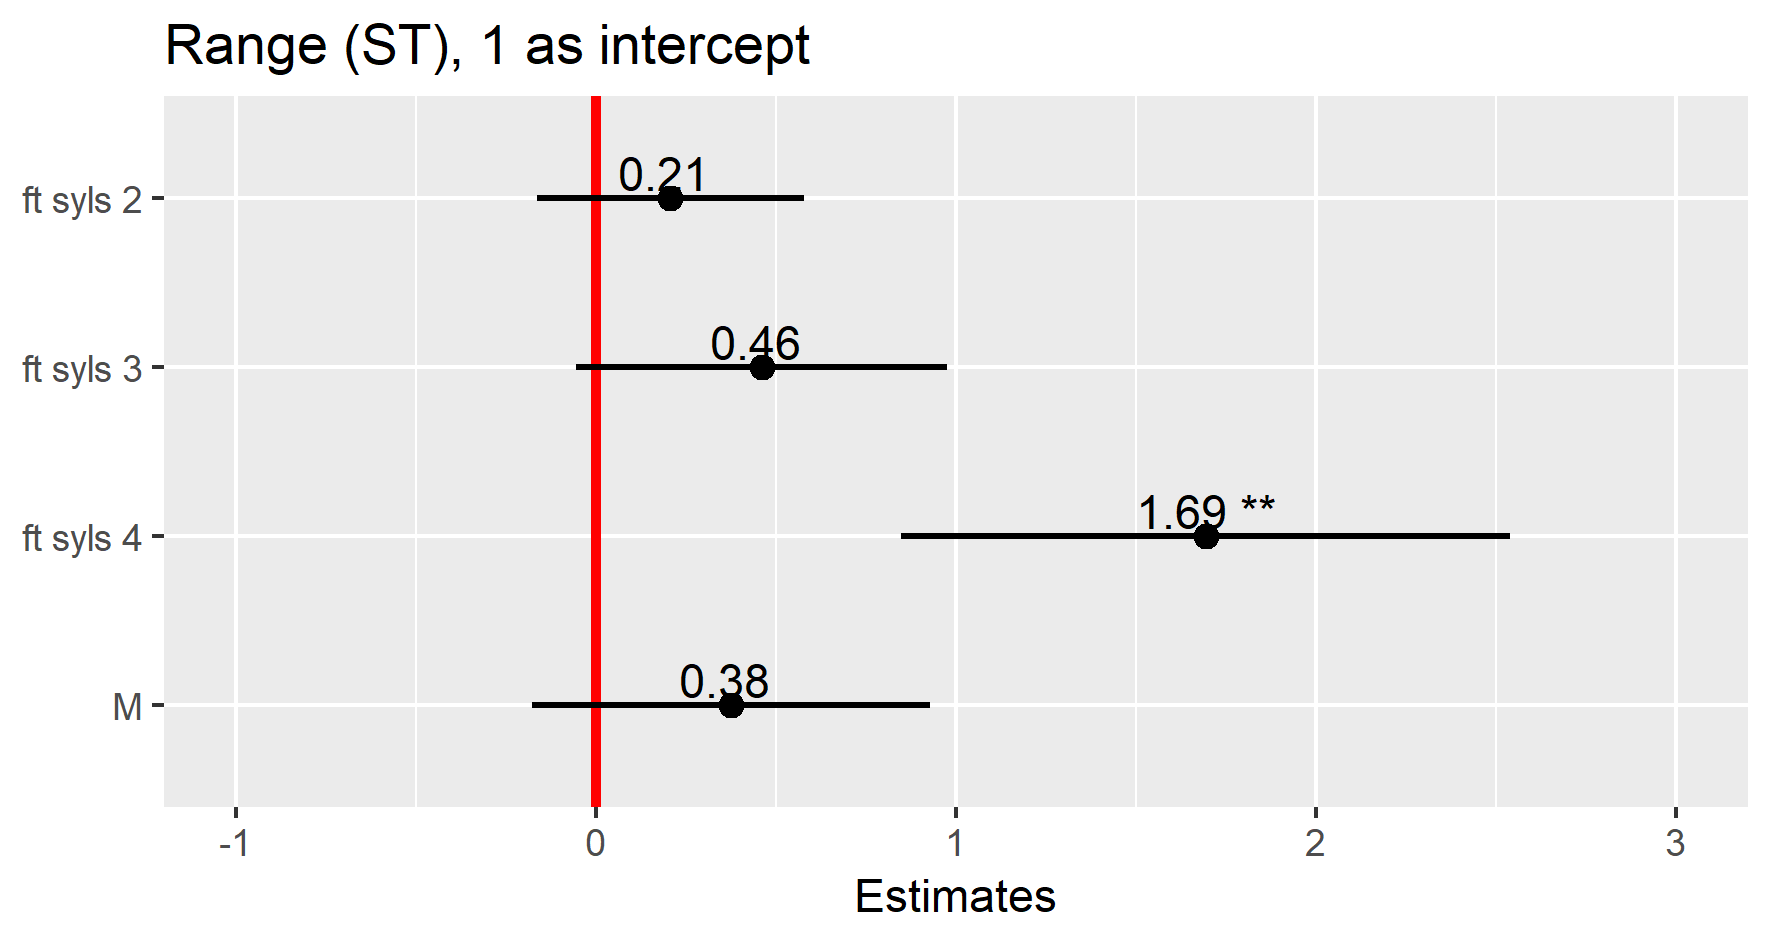 Range (ST), 1 as intercept
ft syls 2
0.21
ft syls 3
0.46
ft syls 4
1.69 **
M
0.38
-1 0 1 2 3
Estimates